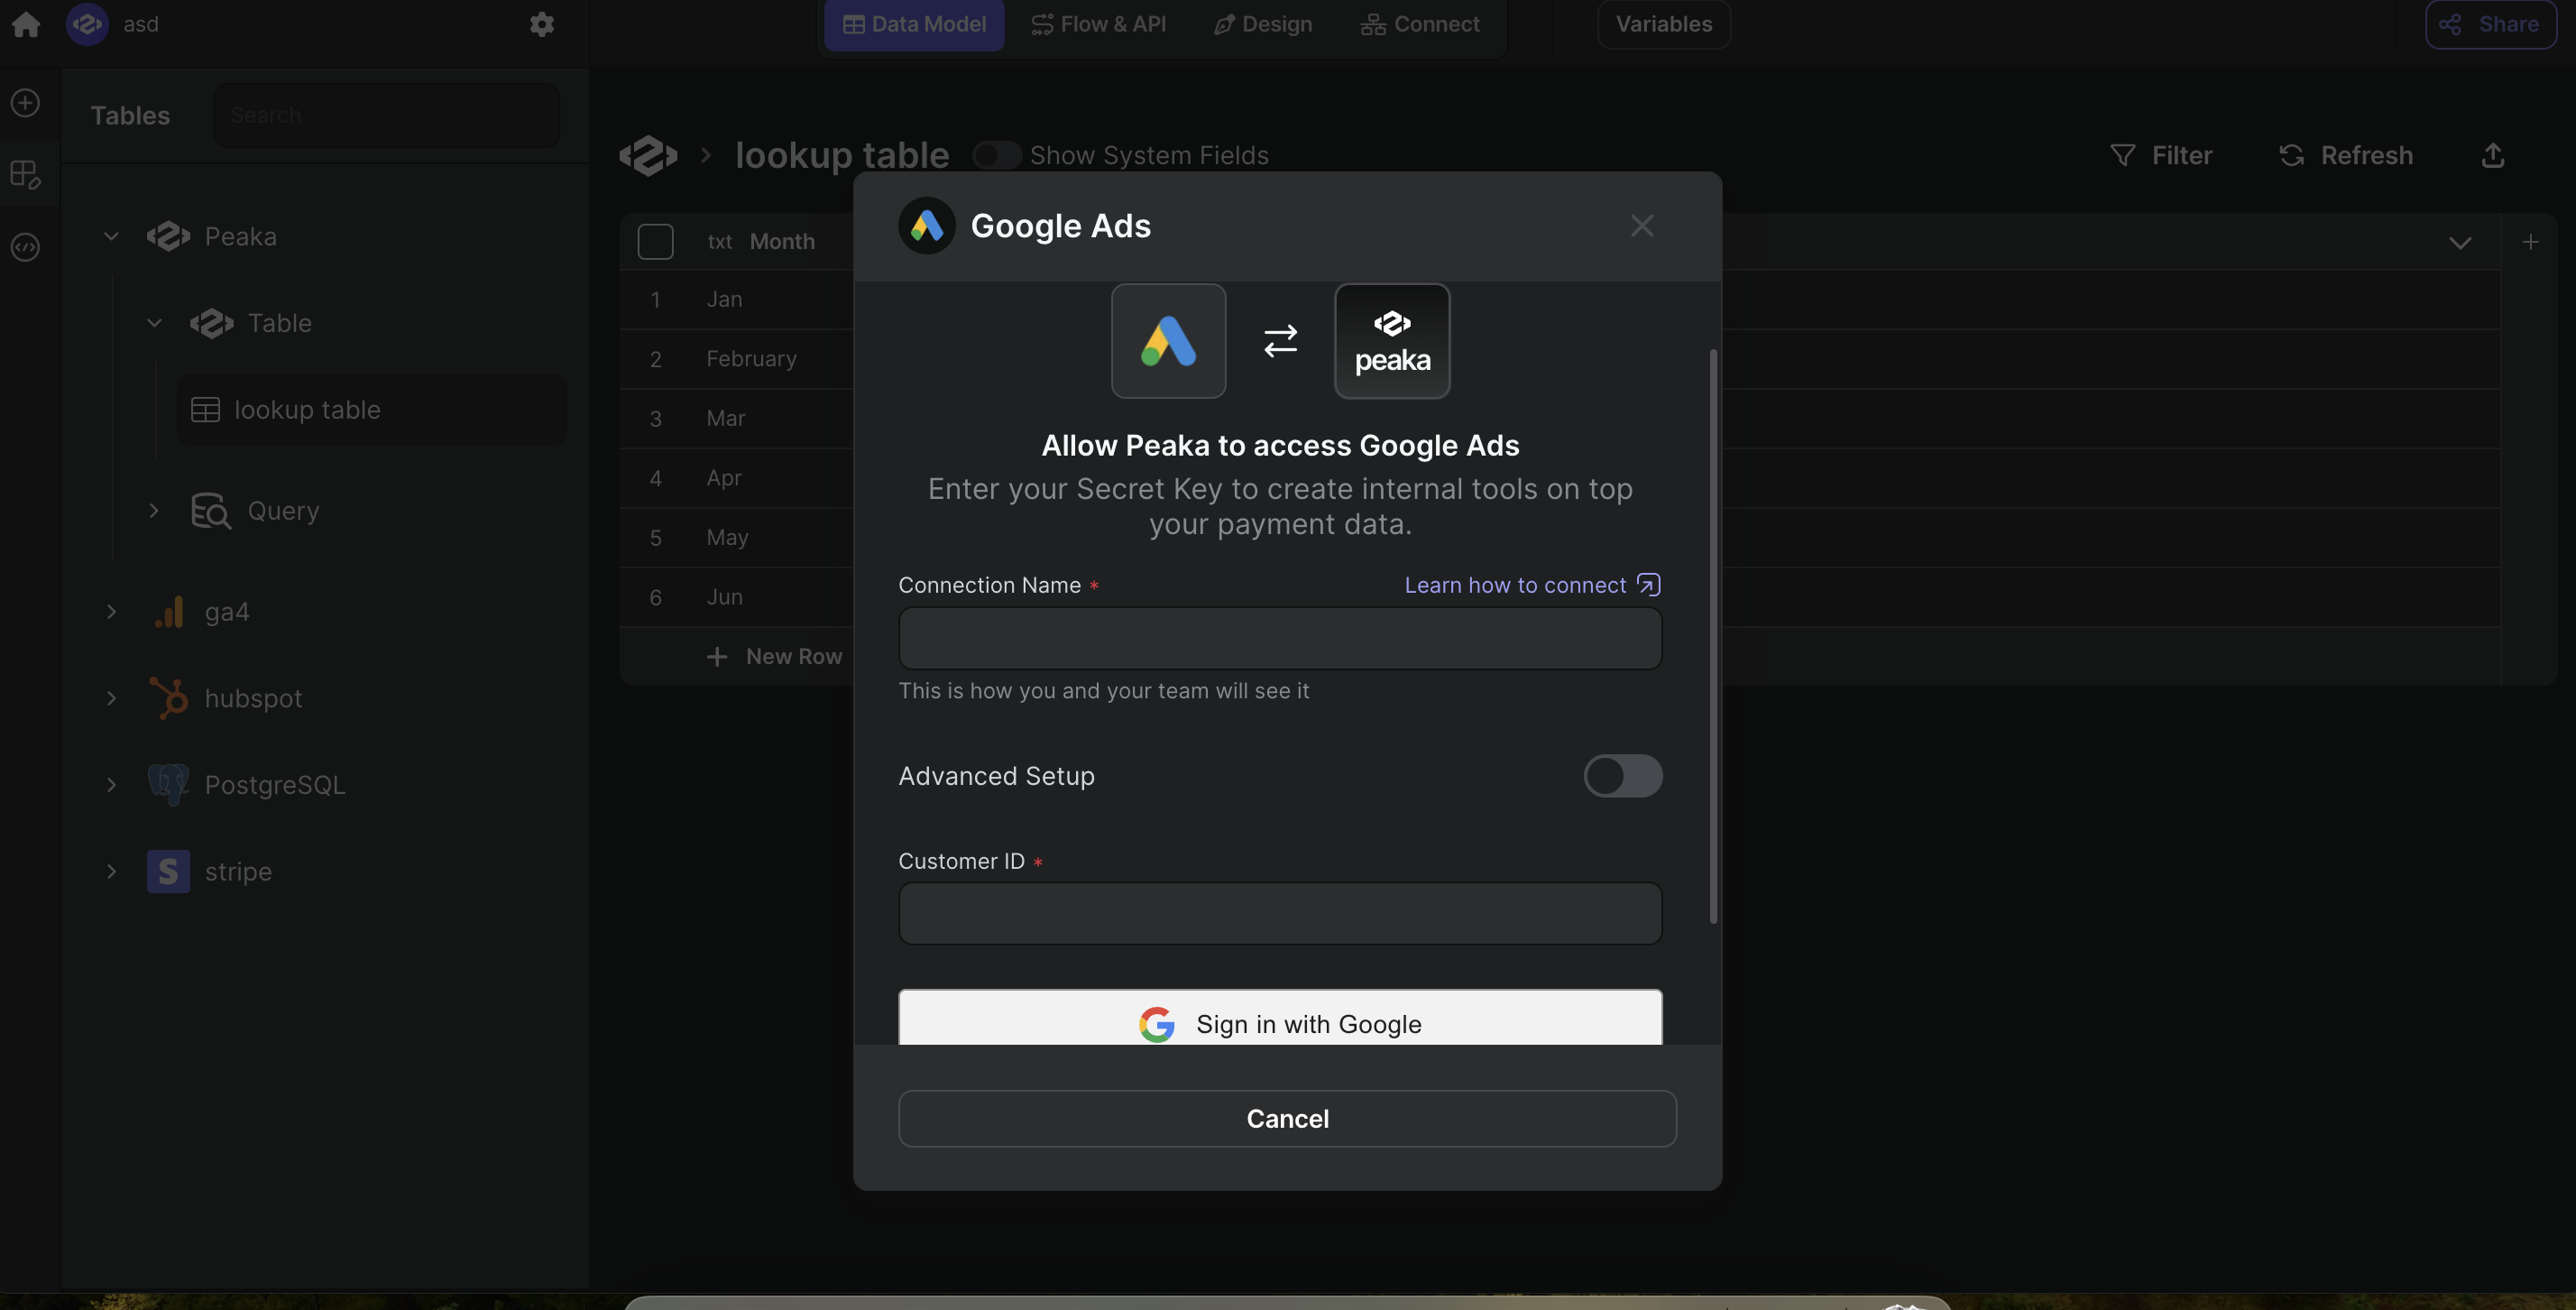 asd
Data Model
Flow & API
Design
Connect
Variables
Share
Tables
Search
Peaka
Table
lookup table
Query
ga4
hubspot
PostgreSQL
stripe
lookup table
Show System Fields
Filter
Refresh
txt Month
1 Jan
2 February
3 Mar
4 Apr
5 May
6 Jun
New Row
Google Ads
peaka
Allow Peaka to access Google Ads
Enter your Secret Key to create internal tools on top
your payment data.
Connection Name *
Learn how to connect
This is how you and your team will see it
Advanced Setup
Customer ID *
Sign in with Google
Cancel